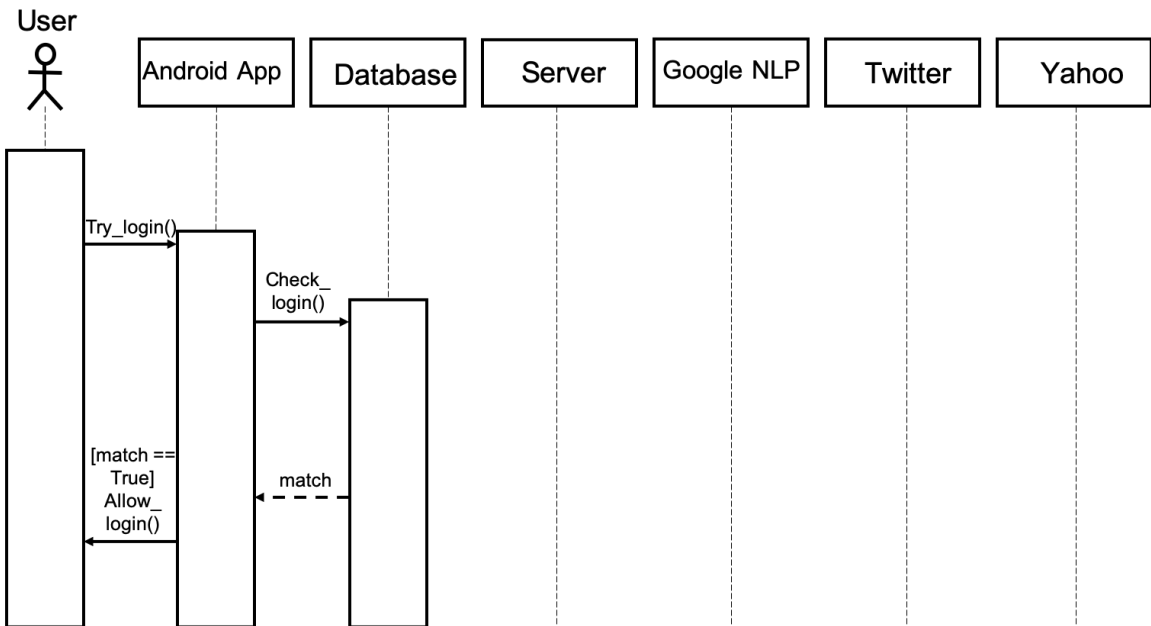 User
Android App
Database
Server
Google NLP
Twitter
Yahoo
Try_login()
Check_
login()
[match ==
True]
Allow_
login()
match